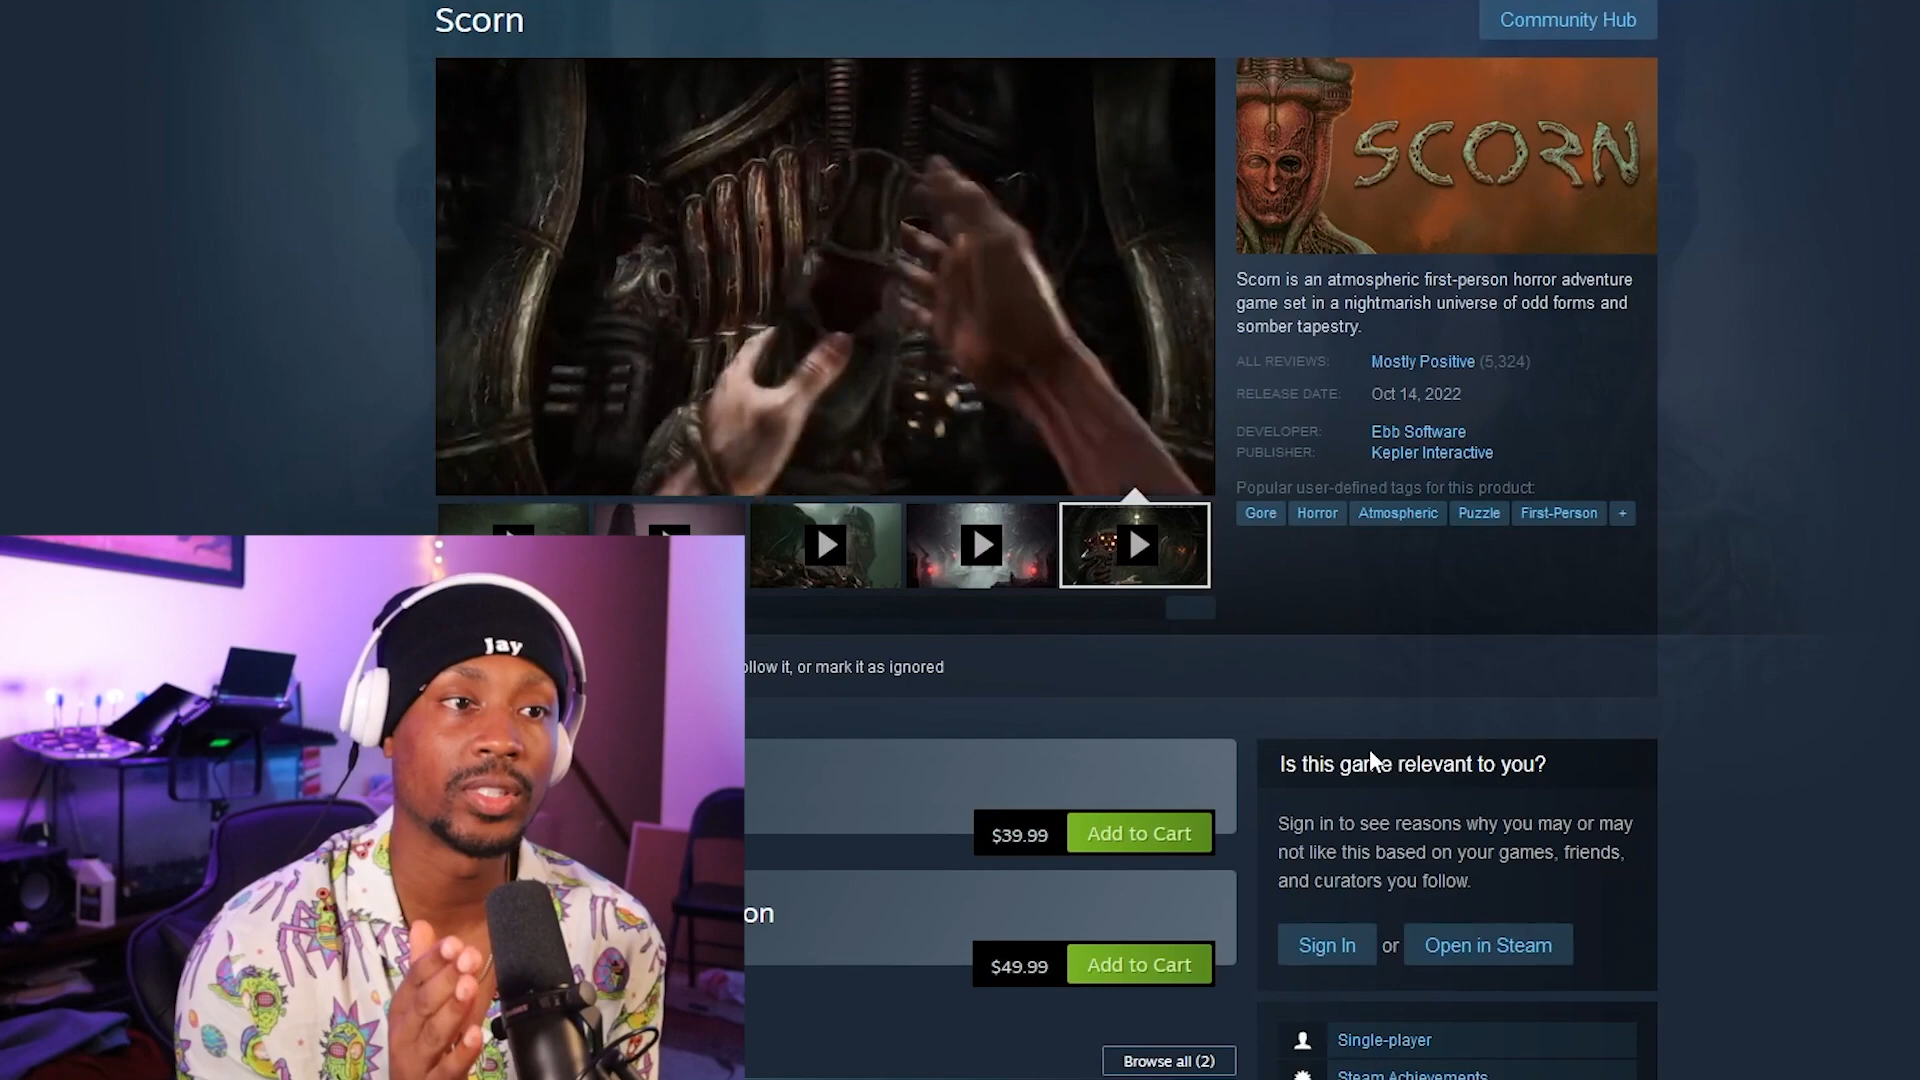 Scorn
Community Hub
SCORN
Scorn is an atmospheric first-person horror adventure
game set in a nightmarish universe of odd forms and
somber tapestry.
ALL REVIEWS: Mostly Positive (5,324)
RELEASE DATE: Oct 14, 2022
DEVELOPER: Ebb Software
PUBLISHER: Kepler Interactive
Popular user-defined tags for this product:
Gore Horror Atmospheric Puzzle First-Person +
ollow it, or mark it as ignored
Jay
Is this game relevant to you?
Sign in to see reasons why you may or may
not like this based on your games, friends,
and curators you follow.
Sign In or Open in Steam
$39.99 Add to Cart
on
$49.99 Add to Cart
Browse all (2)
Single-player
Steam Achievements